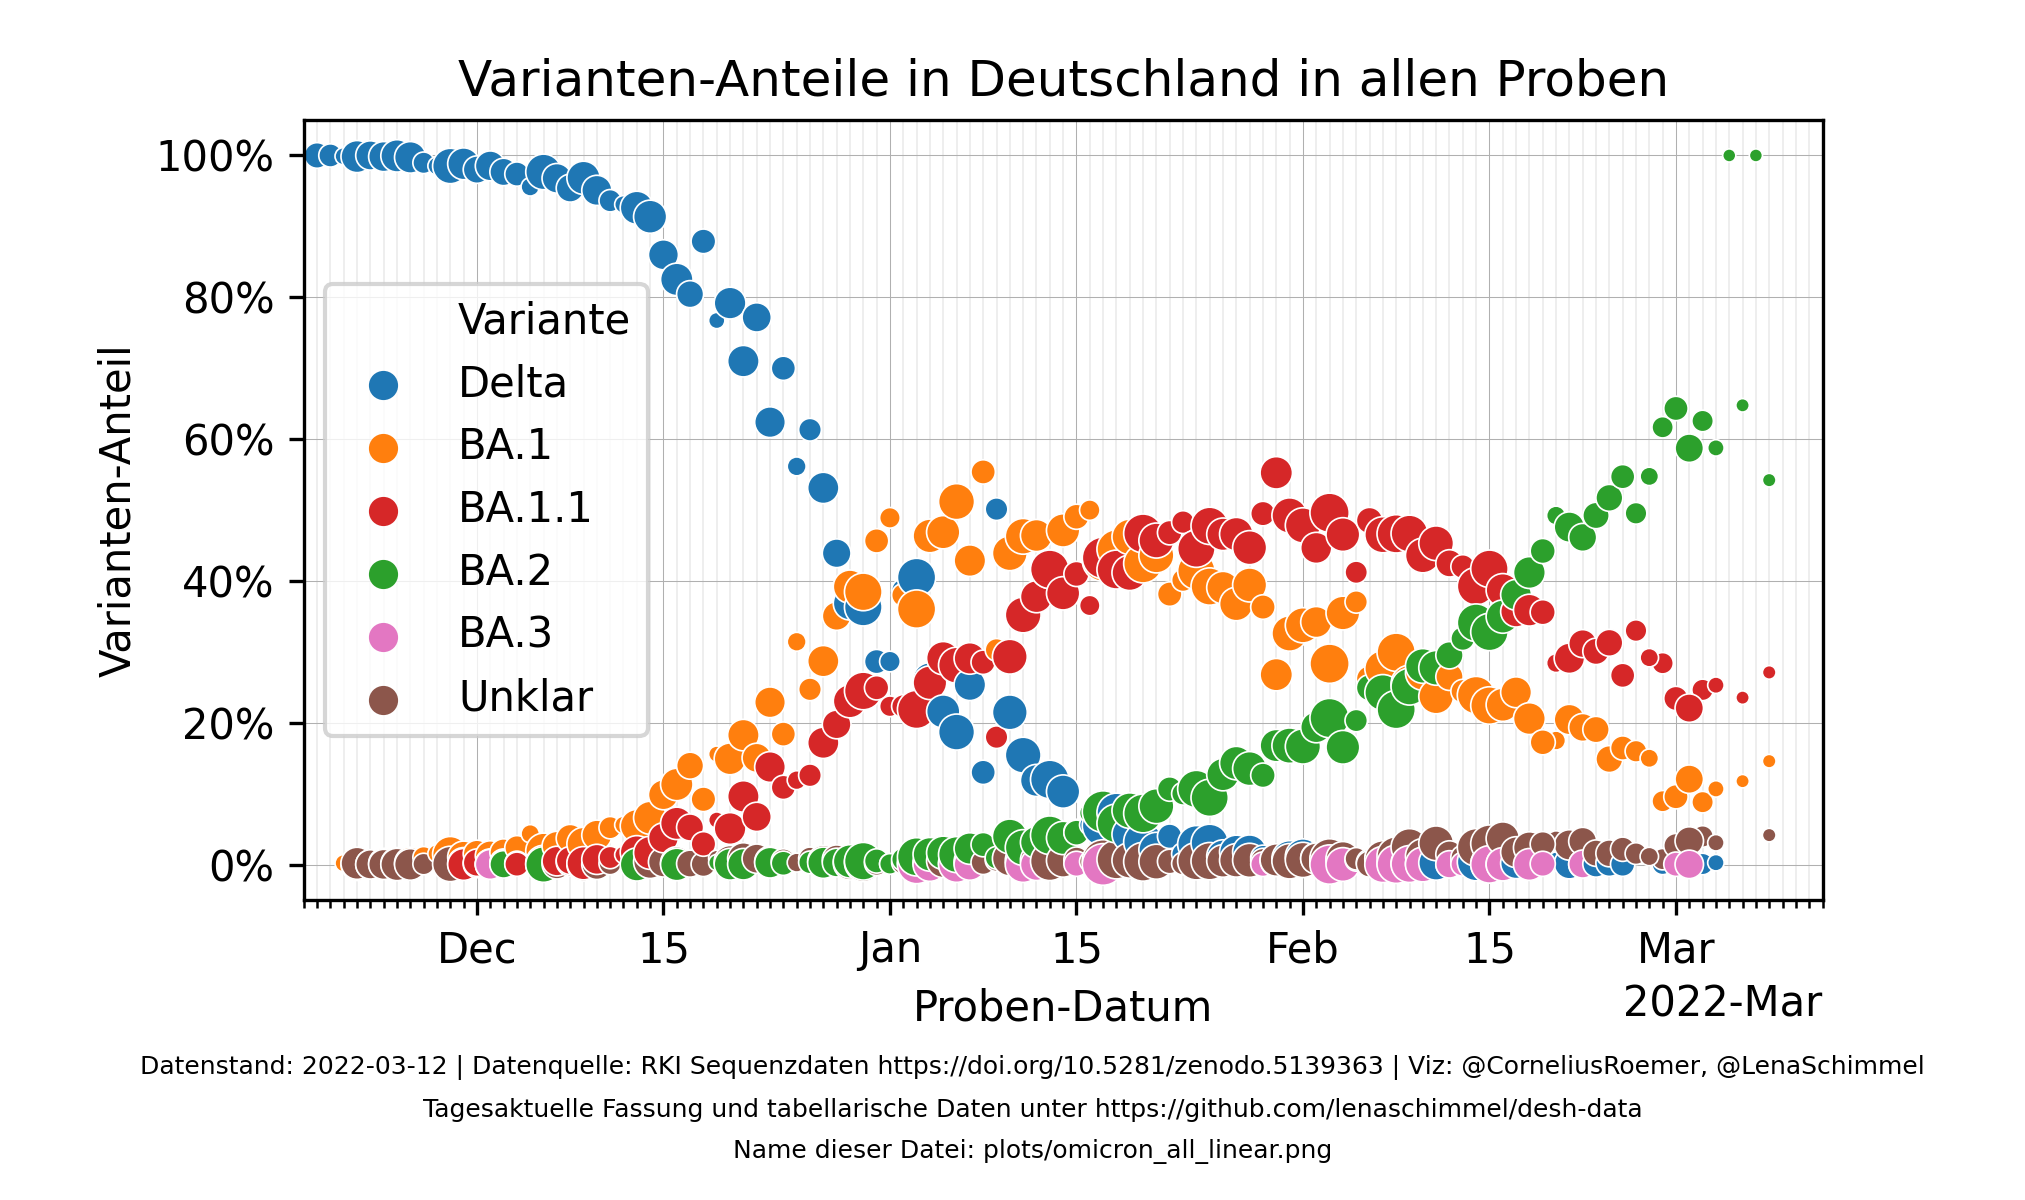 Varianten-Anteile in Deutschland in allen Proben
Varianten-Anteil
100%
80%
60%
40%
20%
0%
Variante
Delta
BA.1
BA.1.1
BA.2
BA.3
Unklar
Dec 15 Jan 15 Feb 15 Mar
2022-Mar
Proben-Datum
Datenstand: 2022-03-12 | Datenquelle: RKI Sequenzdaten https://doi.org/10.5281/zenodo.5139363 | Viz: @CorneliusRoemer, @LenaSchimmel
Tagesaktuelle Fassung und tabellarische Daten unter https://github.com/lenaschimmel/desh-data
Name dieser Datei: plots/omicron_all_linear.png